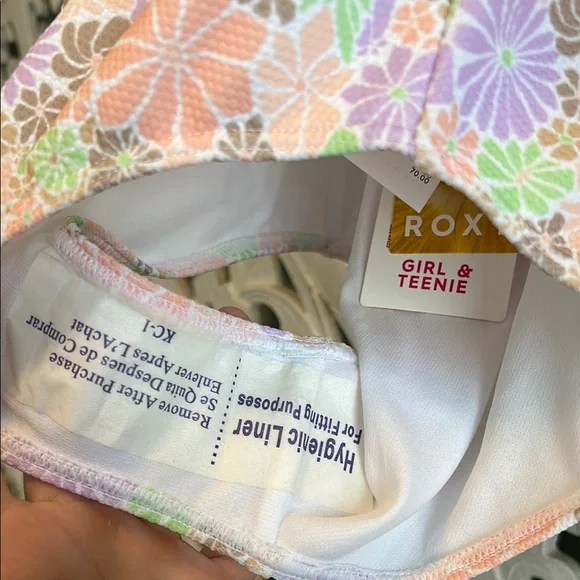 70.00
ROXY
GIRL &
TEENIE
Hygienic Liner
For Fitting Purposes
Remove After Purchase
Se Quita Despues de Comprar
Enlever Apres L'Achat
KC-1